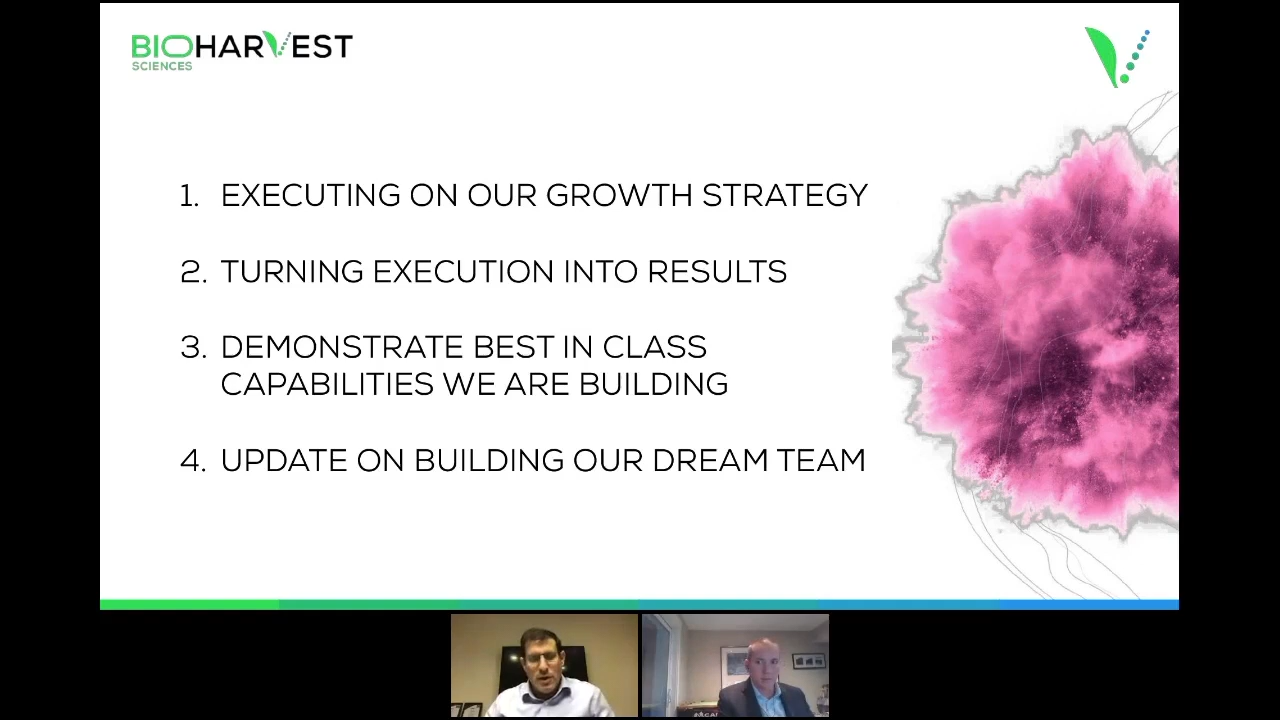 BIOHARVEST
SCIENCES
1. EXECUTING ON OUR GROWTH STRATEGY
2. TURNING EXECUTION INTO RESULTS
3. DEMONSTRATE BEST IN CLASS
CAPABILITIES WE ARE BUILDING
4. UPDATE ON BUILDING OUR DREAM TEAM